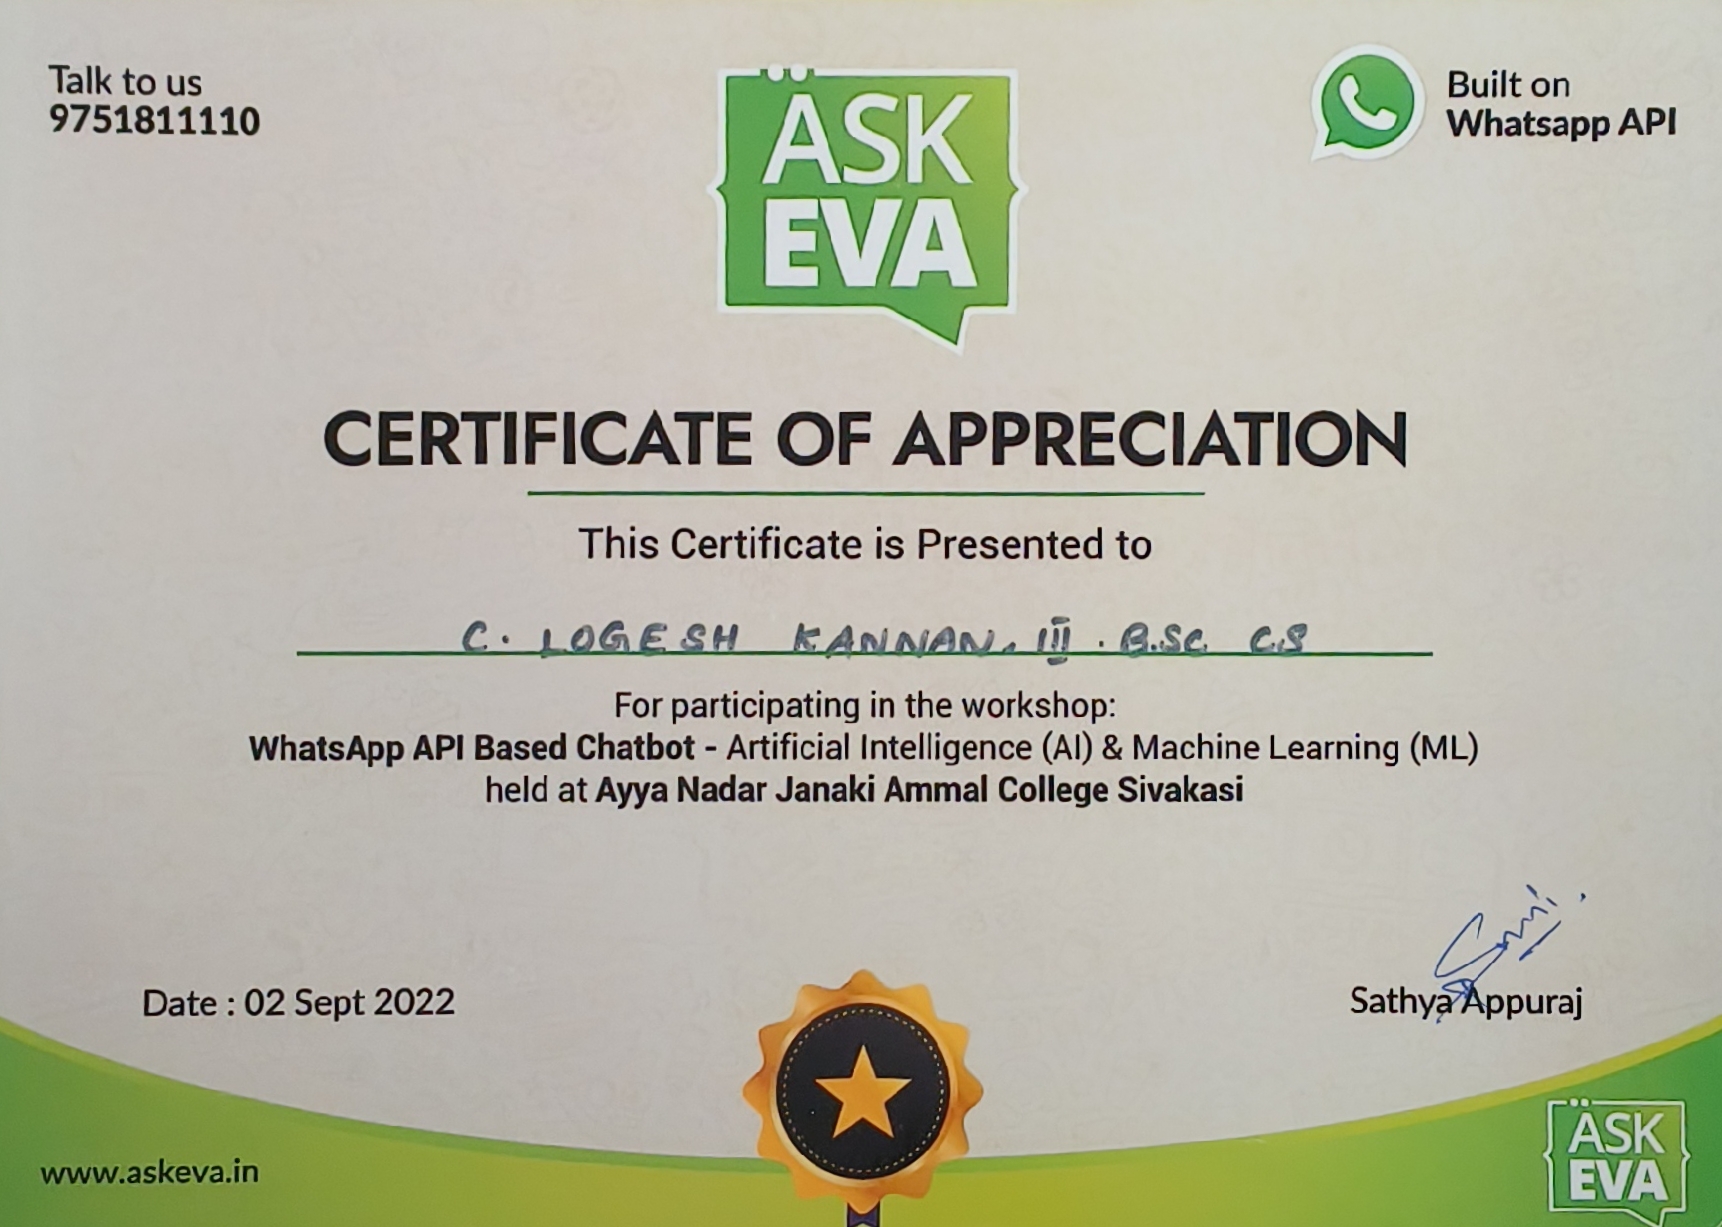 Talk to us
9751811110
ÄSK
EVA
Built on
Whatsapp API
CERTIFICATE OF APPRECIATION
This Certificate is Presented to
C. LOGESH KANNAN. III. B.SC CS
For participating in the workshop:
WhatsApp API Based Chatbot - Artificial Intelligence (AI) & Machine Learning (ML)
held at Ayya Nadar Janaki Ammal College Sivakasi
Date : 02 Sept 2022
Sathya Appuraj
www.askeva.in
ÄSK
EVA